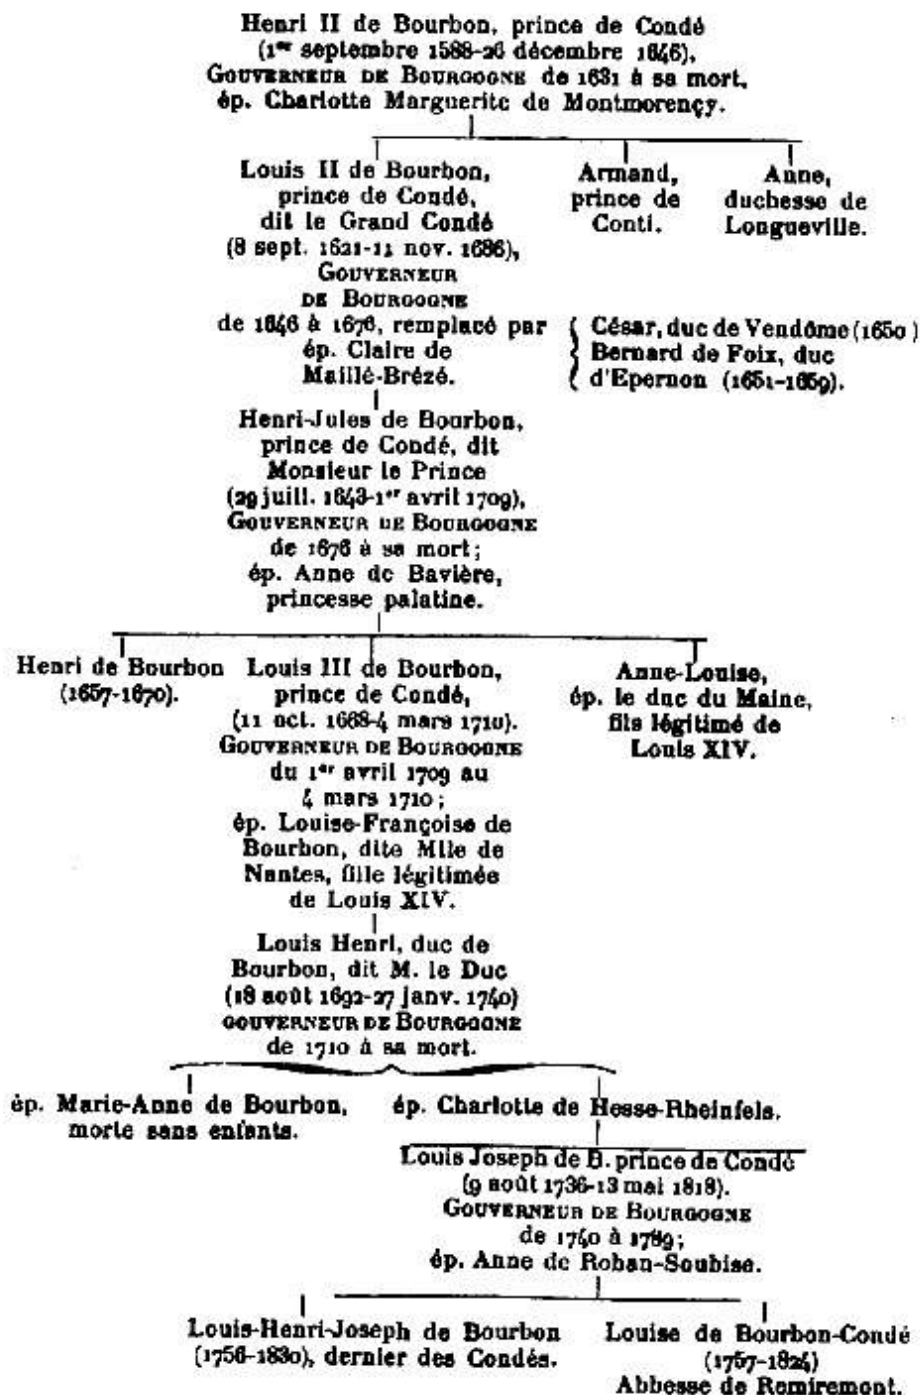 Henri II de Bourbon, prince de Condé
(1er septembre 1588-26 décembre 1646),
GOUVERNEUR DE BOURGOGNE de 1631 à sa mort,
ép. Charlotte Marguerite de Montmorençy.
Louis II de Bourbon,
prince de Condé,
dit le Grand Condé
(8 sept. 1621-11 nov. 1686),
GOUVERNEUR
DE BOURGOGNE
de 1646 à 1676, remplacé par
ép. Claire de
Maillé-Brézé.
Armand,
prince de
Conti.
Anne,
duchesse de
Longueville.
César, duc de Vendôme (1650)
Bernard de Foix, duc
d'Epernon (1651-1659).
Henri-Jules de Bourbon,
prince de Condé, dit
Monsieur le Prince
(29 juill. 1643-1er avril 1709),
GOUVERNEUR DE BOURGOGNE
de 1676 à sa mort;
ép. Anne de Bavière,
princesse palatine.
Henri de Bourbon
(1657-1670).
Louis III de Bourbon,
prince de Condé,
(11 oct. 1668-4 mars 1710).
GOUVERNEUR DE BOURGOGNE
du 1er avril 1709 au
4 mars 1710;
ép. Louise-Françoise de
Bourbon, dite Mlle de
Nantes, fille légitimée
de Louis XIV.
Anne-Louise,
ép. le duc du Maine,
fils légitimé de
Louis XIV.
Louis Henri, duc de
Bourbon, dit M. le Duc
(18 août 1692-27 janv. 1740)
GOUVERNEUR DE BOURGOGNE
de 1710 à sa mort.
ép. Marie-Anne de Bourbon,
morte sans enfants.
ép. Charlotte de Hesse-Rheinfels.
Louis Joseph de B. prince de Condé
(9 août 1736-13 mai 1818).
GOUVERNEUR DE BOURGOGNE
de 1740 à 1789;
ép. Anne de Rohan-Soubise.
Louis-Henri-Joseph de Bourbon
(1756-1830), dernier des Condés.
Louise de Bourbon-Condé
(1757-1824)
Abbesse de Remiremont.